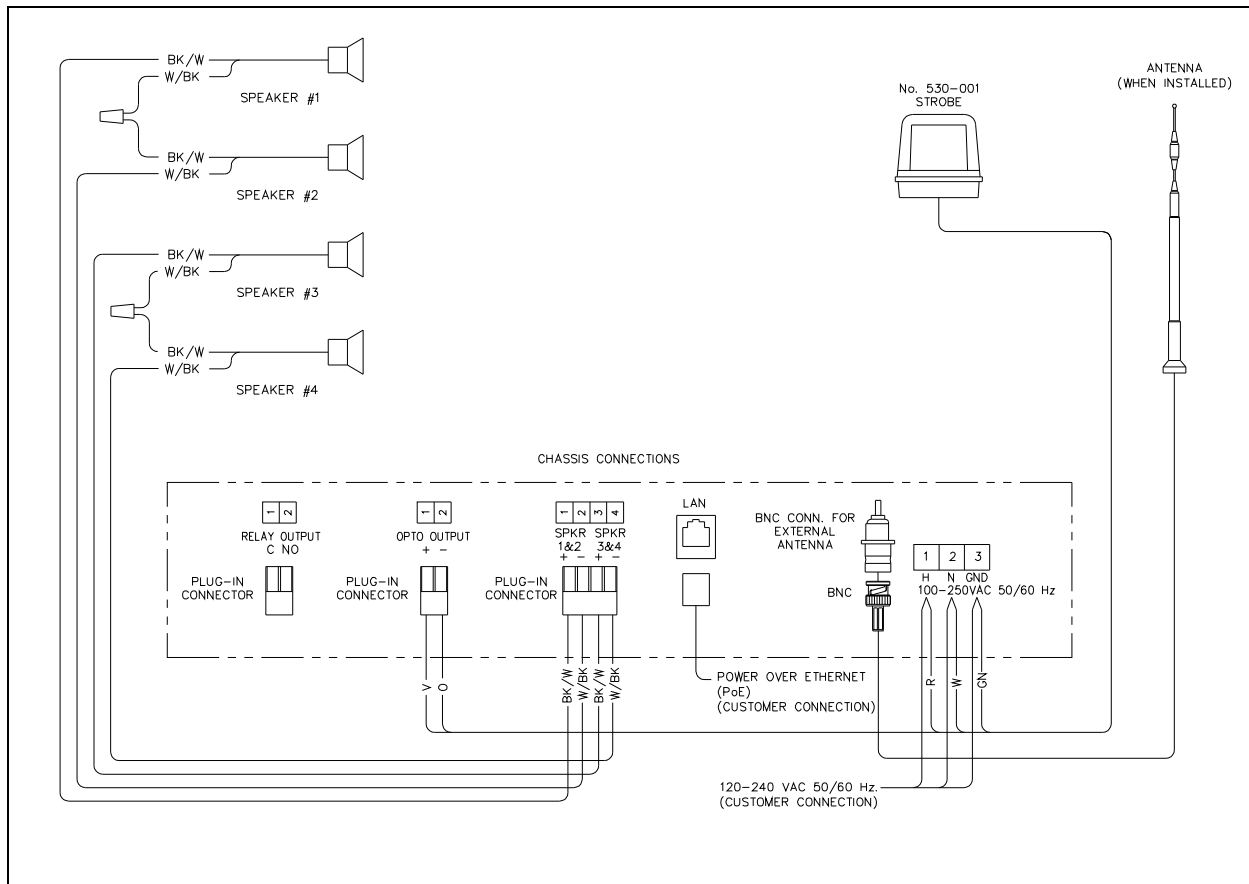 BK/W
W/BK
SPEAKER #1
BK/W
W/BK
SPEAKER #2
BK/W
W/BK
SPEAKER #3
BK/W
W/BK
SPEAKER #4
No. 530-001
STROBE
ANTENNA
(WHEN INSTALLED)
CHASSIS CONNECTIONS
1 2
RELAY OUTPUT
C NO
PLUG-IN
CONNECTOR
1 2
OPTO OUTPUT
+ −
PLUG-IN
CONNECTOR
1 2 3 4
SPKR SPKR
1&2 3&4
+ − + −
PLUG-IN
CONNECTOR
LAN
BNC CONN. FOR
EXTERNAL
ANTENNA
BNC
1 2 3
H N GND
100-250VAC 50/60 Hz
V
O
BK/W
W/BK
BK/W
W/BK
POWER OVER ETHERNET
(PoE)
(CUSTOMER CONNECTION)
R
W
GN
120-240 VAC 50/60 Hz.
(CUSTOMER CONNECTION)